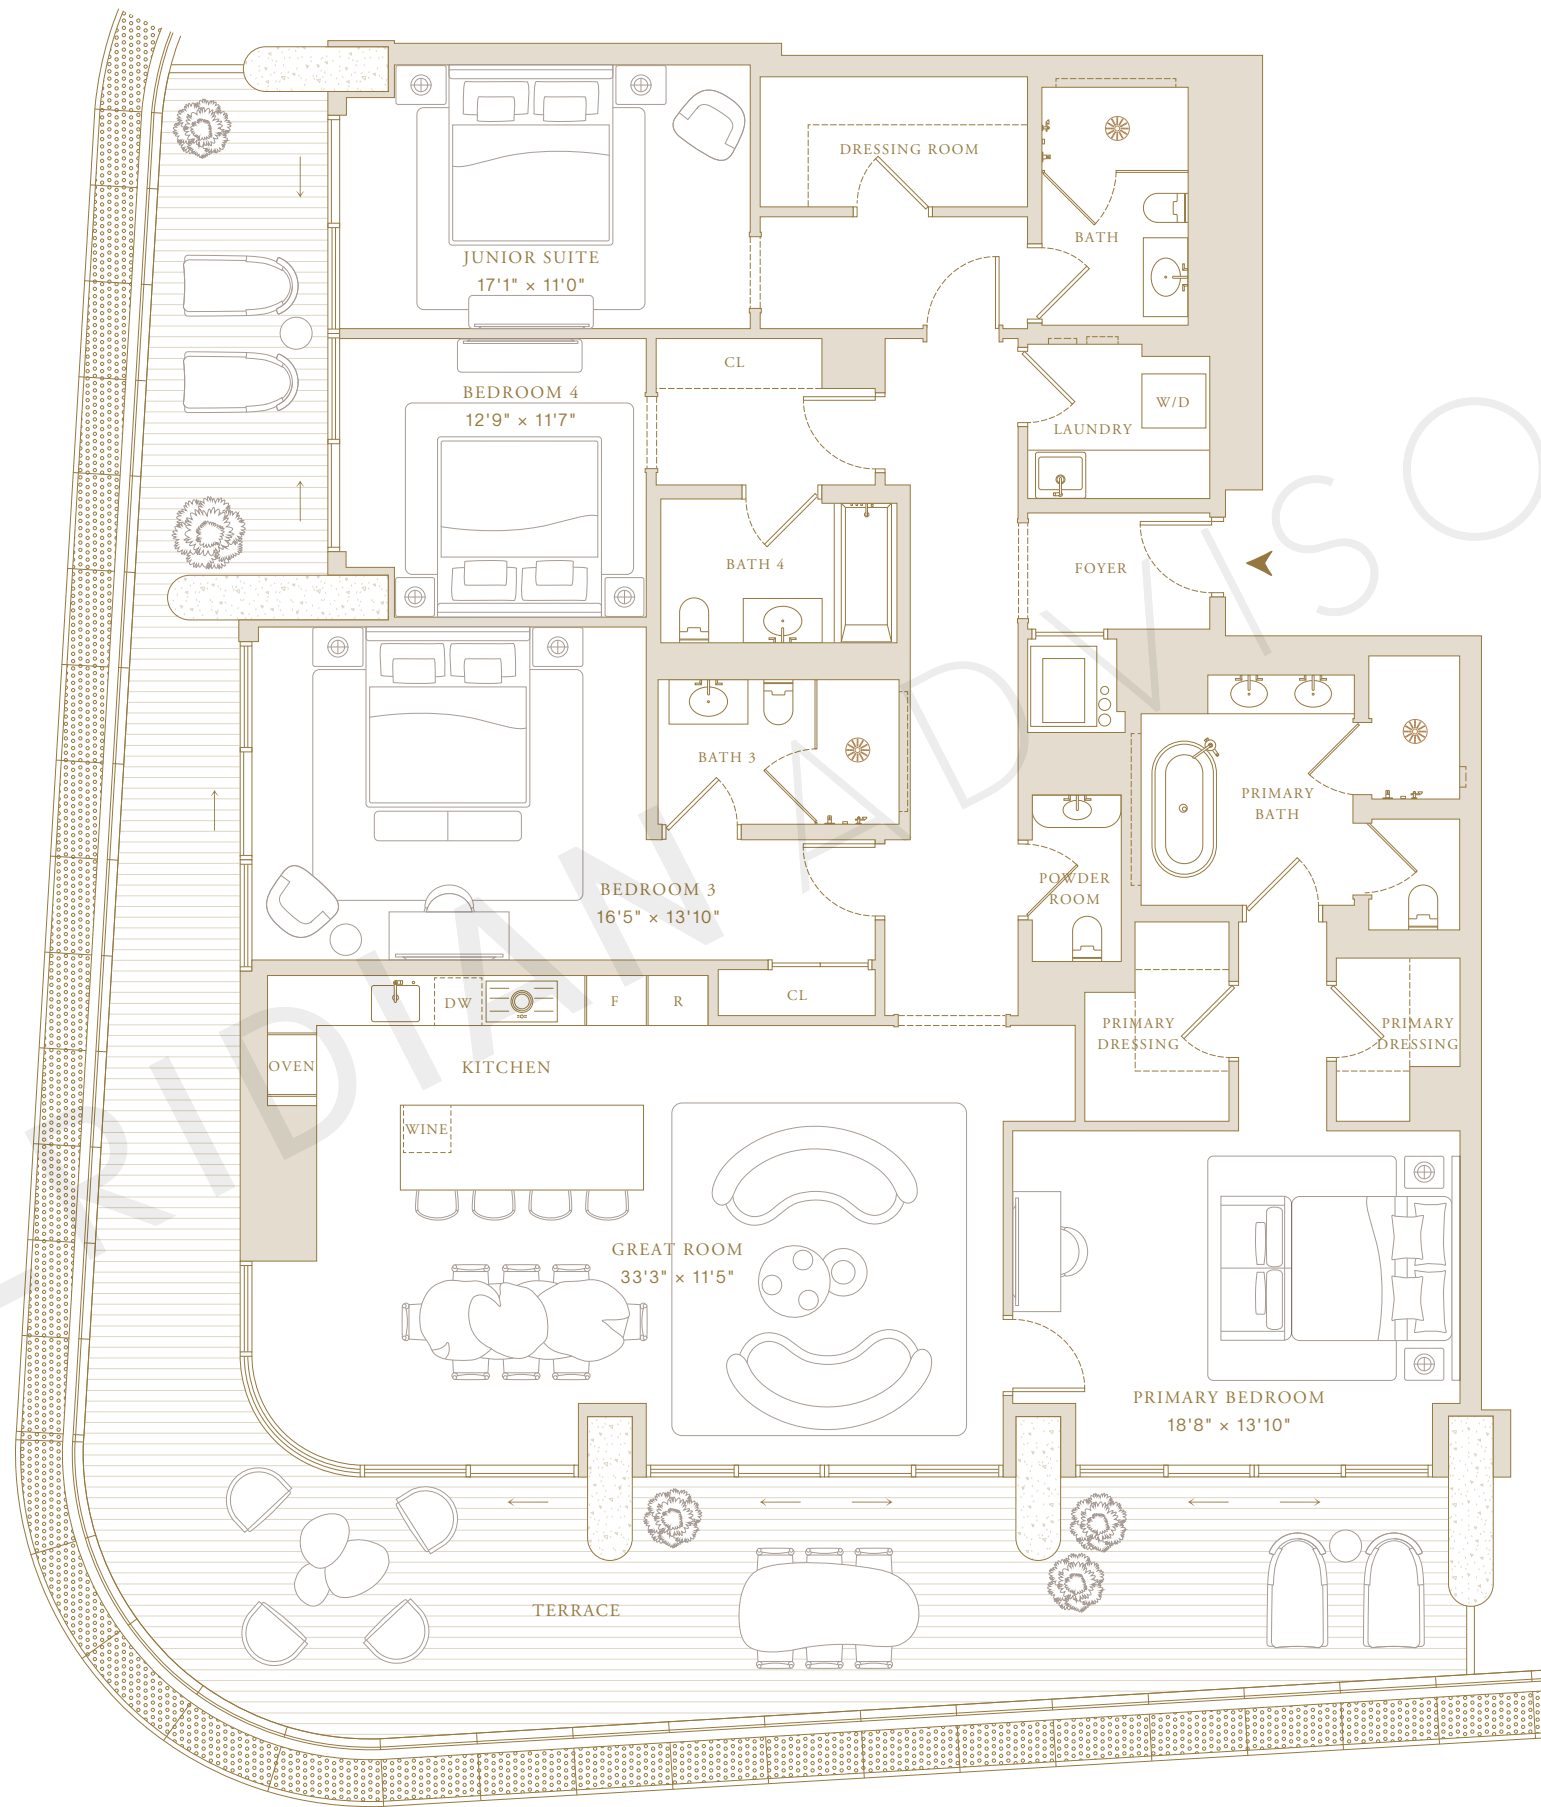 DRESSING ROOM
BATH
JUNIOR SUITE
17'1" × 11'0"
CL
BEDROOM 4
12'9" × 11'7"
W/D
LAUNDRY
BATH 4
FOYER
BATH 3
PRIMARY
BATH
POWDER
ROOM
BEDROOM 3
16'5" × 13'10"
CL
DW
F
R
PRIMARY
DRESSING
PRIMARY
DRESSING
OVEN
KITCHEN
WINE
GREAT ROOM
33'3" × 11'5"
PRIMARY BEDROOM
18'8" × 13'10"
TERRACE
RIDIAN ADVISO